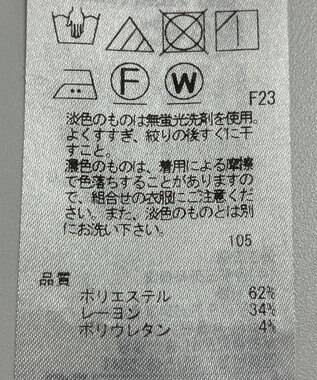 F W
F23
淡色のものは無蛍光洗剤を使用。
よくすすぎ、絞りの後すぐに干
すこと。
濃色のものは、着用による摩擦
で色落ちすることがありますの
で、組合せの衣服にご注意くだ
さい。また、淡色のものとは別
にお洗い下さい。
105
品質
ポリエステル 62%
レーヨン 34%
ポリウレタン 4%